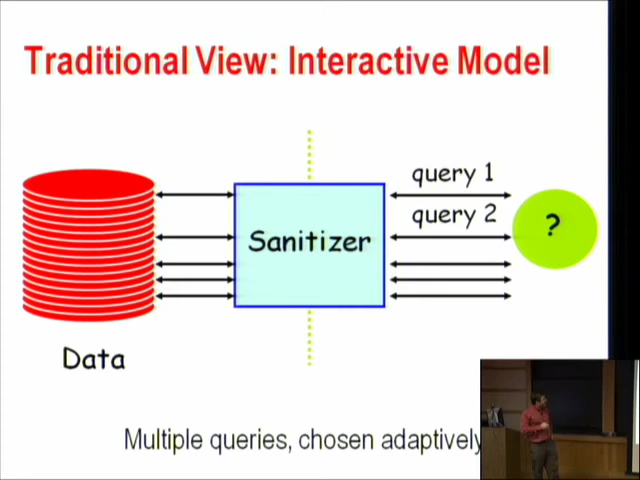 Traditional View: Interactive Model
query 1
query 2
?
Sanitizer
Data
Multiple queries, chosen adaptively